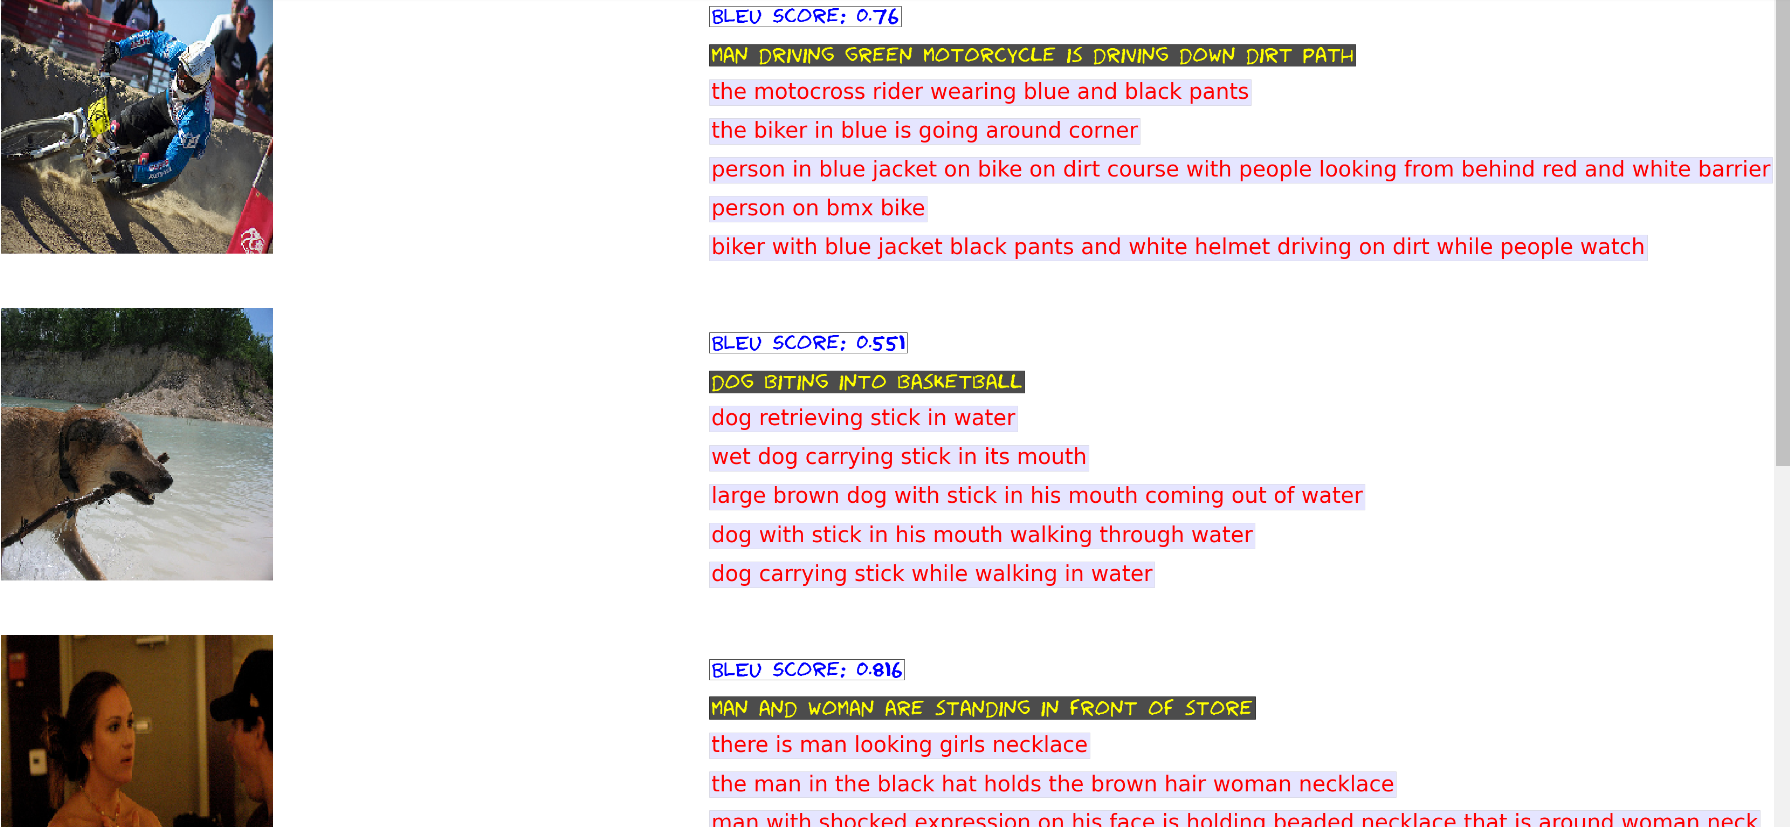 BLEU SCORE: 0.76
MAN DRIVING GREEN MOTORCYCLE IS DRIVING DOWN DIRT PATH
the motocross rider wearing blue and black pants
the biker in blue is going around corner
person in blue jacket on bike on dirt course with people looking from behind red and white barrier
person on bmx bike
biker with blue jacket black pants and white helmet driving on dirt while people watch
BLEU SCORE: 0.551
DOG BITING INTO BASKETBALL
dog retrieving stick in water
wet dog carrying stick in its mouth
large brown dog with stick in his mouth coming out of water
dog with stick in his mouth walking through water
dog carrying stick while walking in water
BLEU SCORE: 0.816
MAN AND WOMAN ARE STANDING IN FRONT OF STORE
there is man looking girls necklace
the man in the black hat holds the brown hair woman necklace
man with shocked expression on his face is holding beaded necklace that is around woman neck